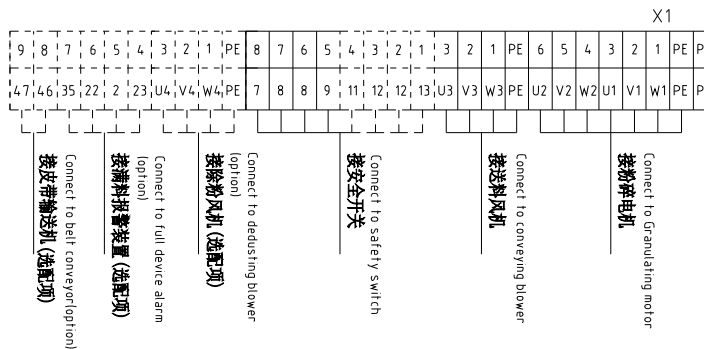 X1
9 8 7 6 5 4 3 2 1 PE 8 7 6 5 4 3 2 1 3 2 1 PE 6 5 4 3 2 1 PE P
47 46 35 22 2 23 U4 V4 W4 PE 7 8 8 9 11 12 12 13 U3 V3 W3 PE U2 V2 W2 U1 V1 W1 PE P
Connect to Granulating motor
接粉碎电机
Connect to conveying blower
接送料风机
Connect to safety switch
接安全开关
Connect to dedusting blower
(option)
接除粉风机 (选配项)
Connect to full device alarm
(option)
接满料报警装置 (选配项)
Connect to belt conveyor(option)
接皮带输送机 (选配项)